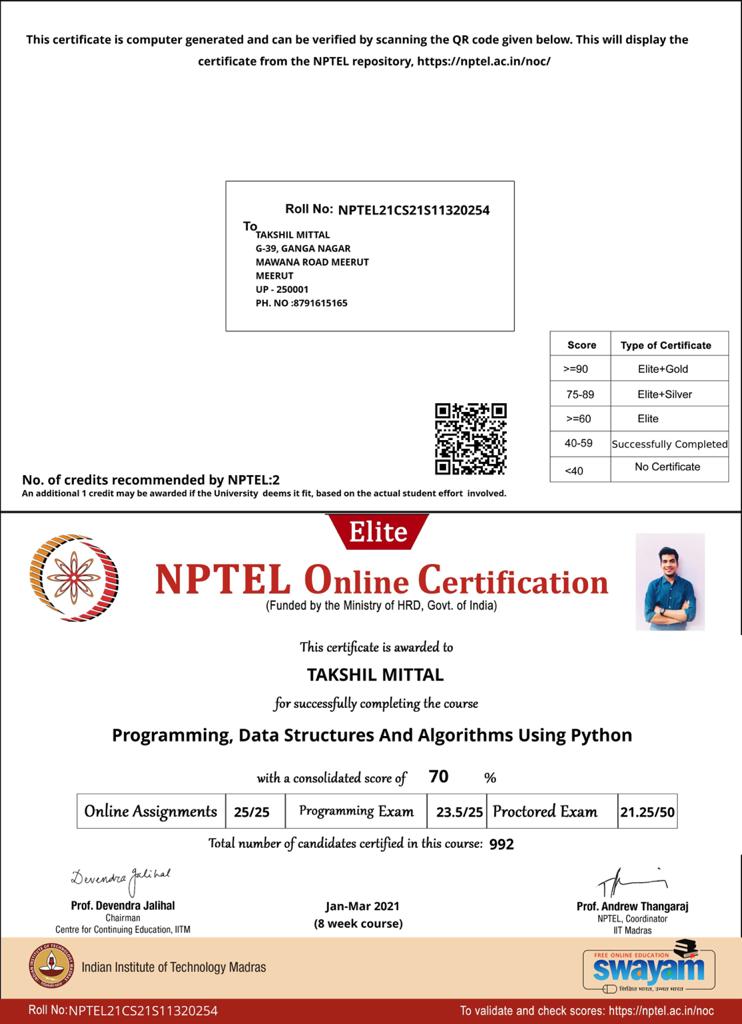 This certificate is computer generated and can be verified by scanning the QR code given below. This will display the
certificate from the NPTEL repository, https://nptel.ac.in/noc/
Roll No: NPTEL21CS21S11320254
To
TAKSHIL MITTAL
G-39, GANGA NAGAR
MAWANA ROAD MEERUT
MEERUT
UP - 250001
PH. NO :8791615165
Score Type of Certificate
>=90 Elite+Gold
75-89 Elite+Silver
>=60 Elite
40-59 Successfully Completed
<40 No Certificate
No. of credits recommended by NPTEL:2
An additional 1 credit may be awarded if the University deems it fit, based on the actual student effort involved.
Elite
NPTEL Online Certification
(Funded by the Ministry of HRD, Govt. of India)
This certificate is awarded to
TAKSHIL MITTAL
for successfully completing the course
Programming, Data Structures And Algorithms Using Python
with a consolidated score of 70 %
Online Assignments 25/25 Programming Exam 23.5/25 Proctored Exam 21.25/50
Total number of candidates certified in this course: 992
Devendra Jalihal
Prof. Devendra Jalihal
Chairman
Centre for Continuing Education, IITM
Jan-Mar 2021
(8 week course)
Prof. Andrew Thangaraj
NPTEL, Coordinator
IIT Madras
Indian Institute of Technology Madras
FREE ONLINE EDUCATION
swayam
शिक्षित भारत, उन्नत भारत
Roll No:NPTEL21CS21S11320254
To validate and check scores: https://nptel.ac.in/noc